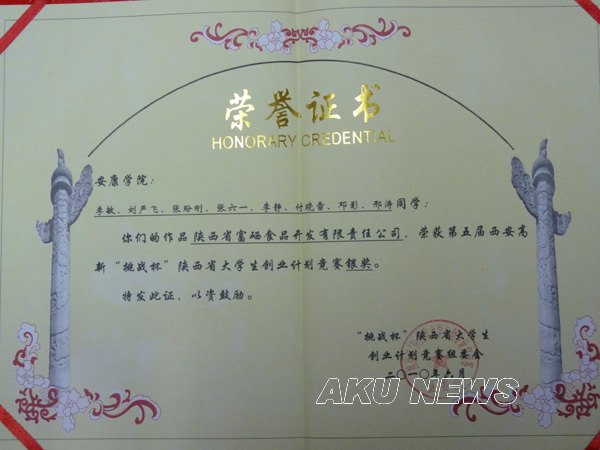 荣誉证书
HONORARY CREDENTIAL
安康学院：
李敏、刘严飞、张盼刚、张六一、李静、付晓雷、邓彩、邢涛同学：
你们的作品陕西省富硒食品开发有限责任公司，荣获第五届西安高
新“挑战杯”陕西省大学生创业计划竞赛银奖。
特发此证，以资鼓励。
“挑战杯”陕西省大学生
创业计划竞赛组委会
二〇一〇年六月
AKU NEWS